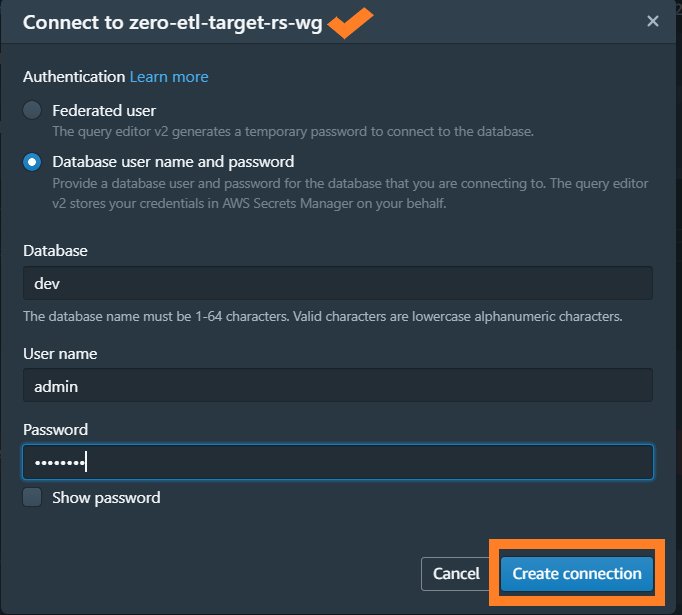 Connect to zero-etl-target-rs-wg
Authentication Learn more
Federated user
The query editor v2 generates a temporary password to connect to the database.
Database user name and password
Provide a database user and password for the database that you are connecting to. The query editor
v2 stores your credentials in AWS Secrets Manager on your behalf.
Database
dev
The database name must be 1-64 characters. Valid characters are lowercase alphanumeric characters.
User name
admin
Password
••••••••
Show password
Cancel Create connection